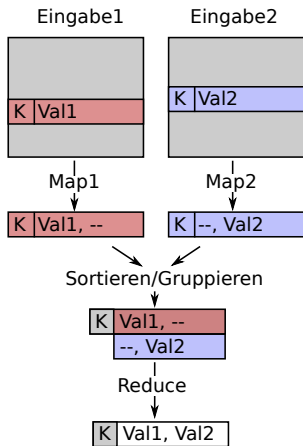 Eingabe1 Eingabe2
K Val2
K Val1
Map1 Map2
K Val1, -- K --, Val2
Sortieren/Gruppieren
K Val1, --
--, Val2
Reduce
K Val1, Val2